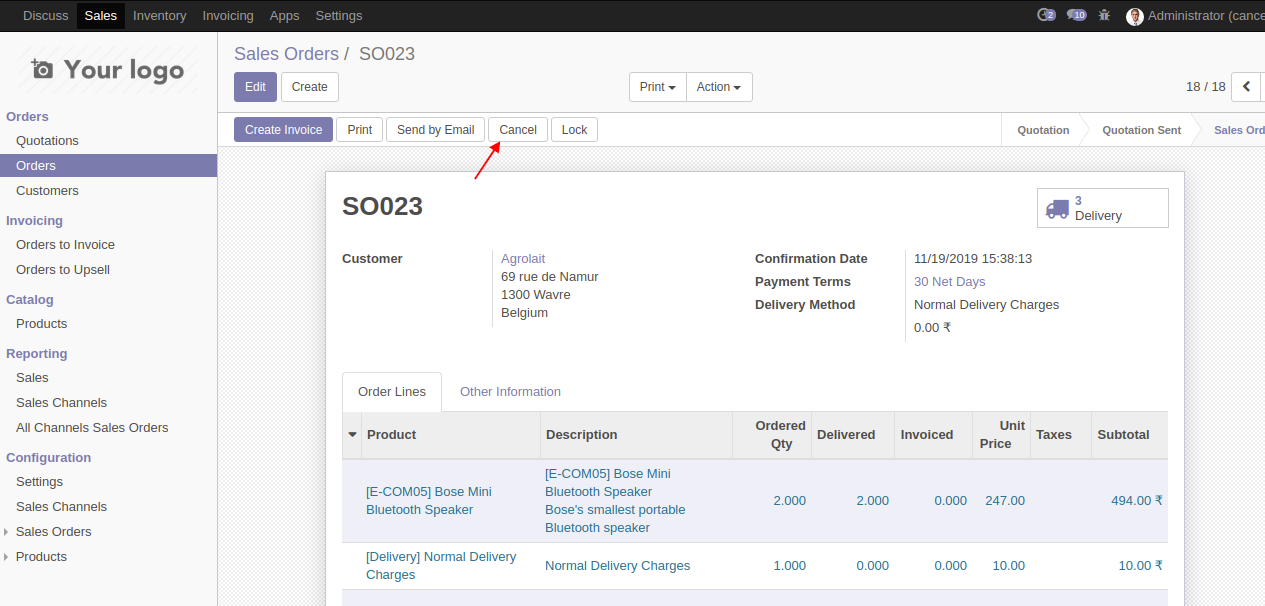 Discuss Sales Inventory Invoicing Apps Settings 2 10 Administrator (cance
Your logo
Sales Orders / SO023
Edit Create Print Action 18 / 18
Create Invoice Print Send by Email Cancel Lock Quotation Quotation Sent Sales Ord
Orders
Quotations
Orders
Customers
Invoicing
Orders to Invoice
Orders to Upsell
Catalog
Products
Reporting
Sales
Sales Channels
All Channels Sales Orders
Configuration
Settings
Sales Channels
Sales Orders
Products
SO023
3
Delivery
Customer
Agrolait
69 rue de Namur
1300 Wavre
Belgium
Confirmation Date 11/19/2019 15:38:13
Payment Terms 30 Net Days
Delivery Method Normal Delivery Charges
0.00 ₹
Order Lines Other Information
Product Description Ordered Qty Delivered Invoiced Unit Price Taxes Subtotal
[E-COM05] Bose Mini
Bluetooth Speaker
[E-COM05] Bose Mini
Bluetooth Speaker
Bose's smallest portable
Bluetooth speaker
2.000 2.000 0.000 247.00 494.00 ₹
[Delivery] Normal Delivery
Charges
Normal Delivery Charges
1.000 0.000 0.000 10.00 10.00 ₹